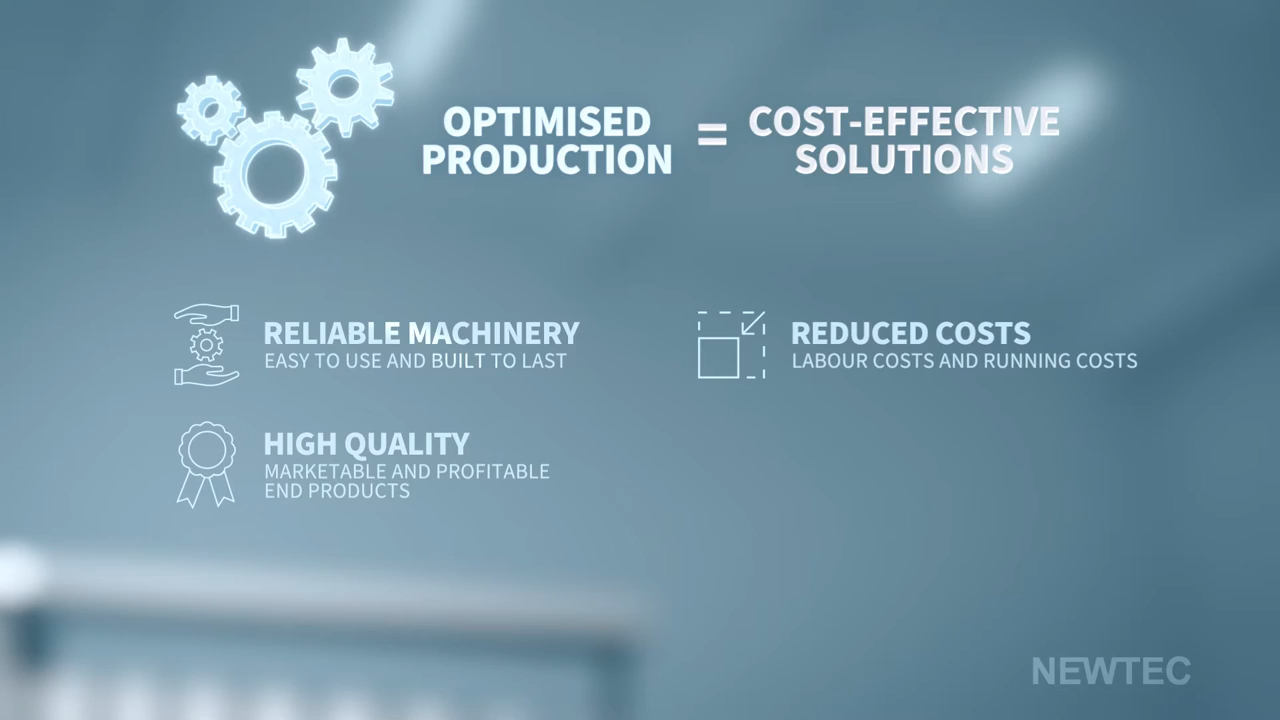 OPTIMISED
PRODUCTION
=
COST-EFFECTIVE
SOLUTIONS
RELIABLE MACHINERY
EASY TO USE AND BUILT TO LAST
REDUCED COSTS
LABOUR COSTS AND RUNNING COSTS
HIGH QUALITY
MARKETABLE AND PROFITABLE
END PRODUCTS
NEWTEC